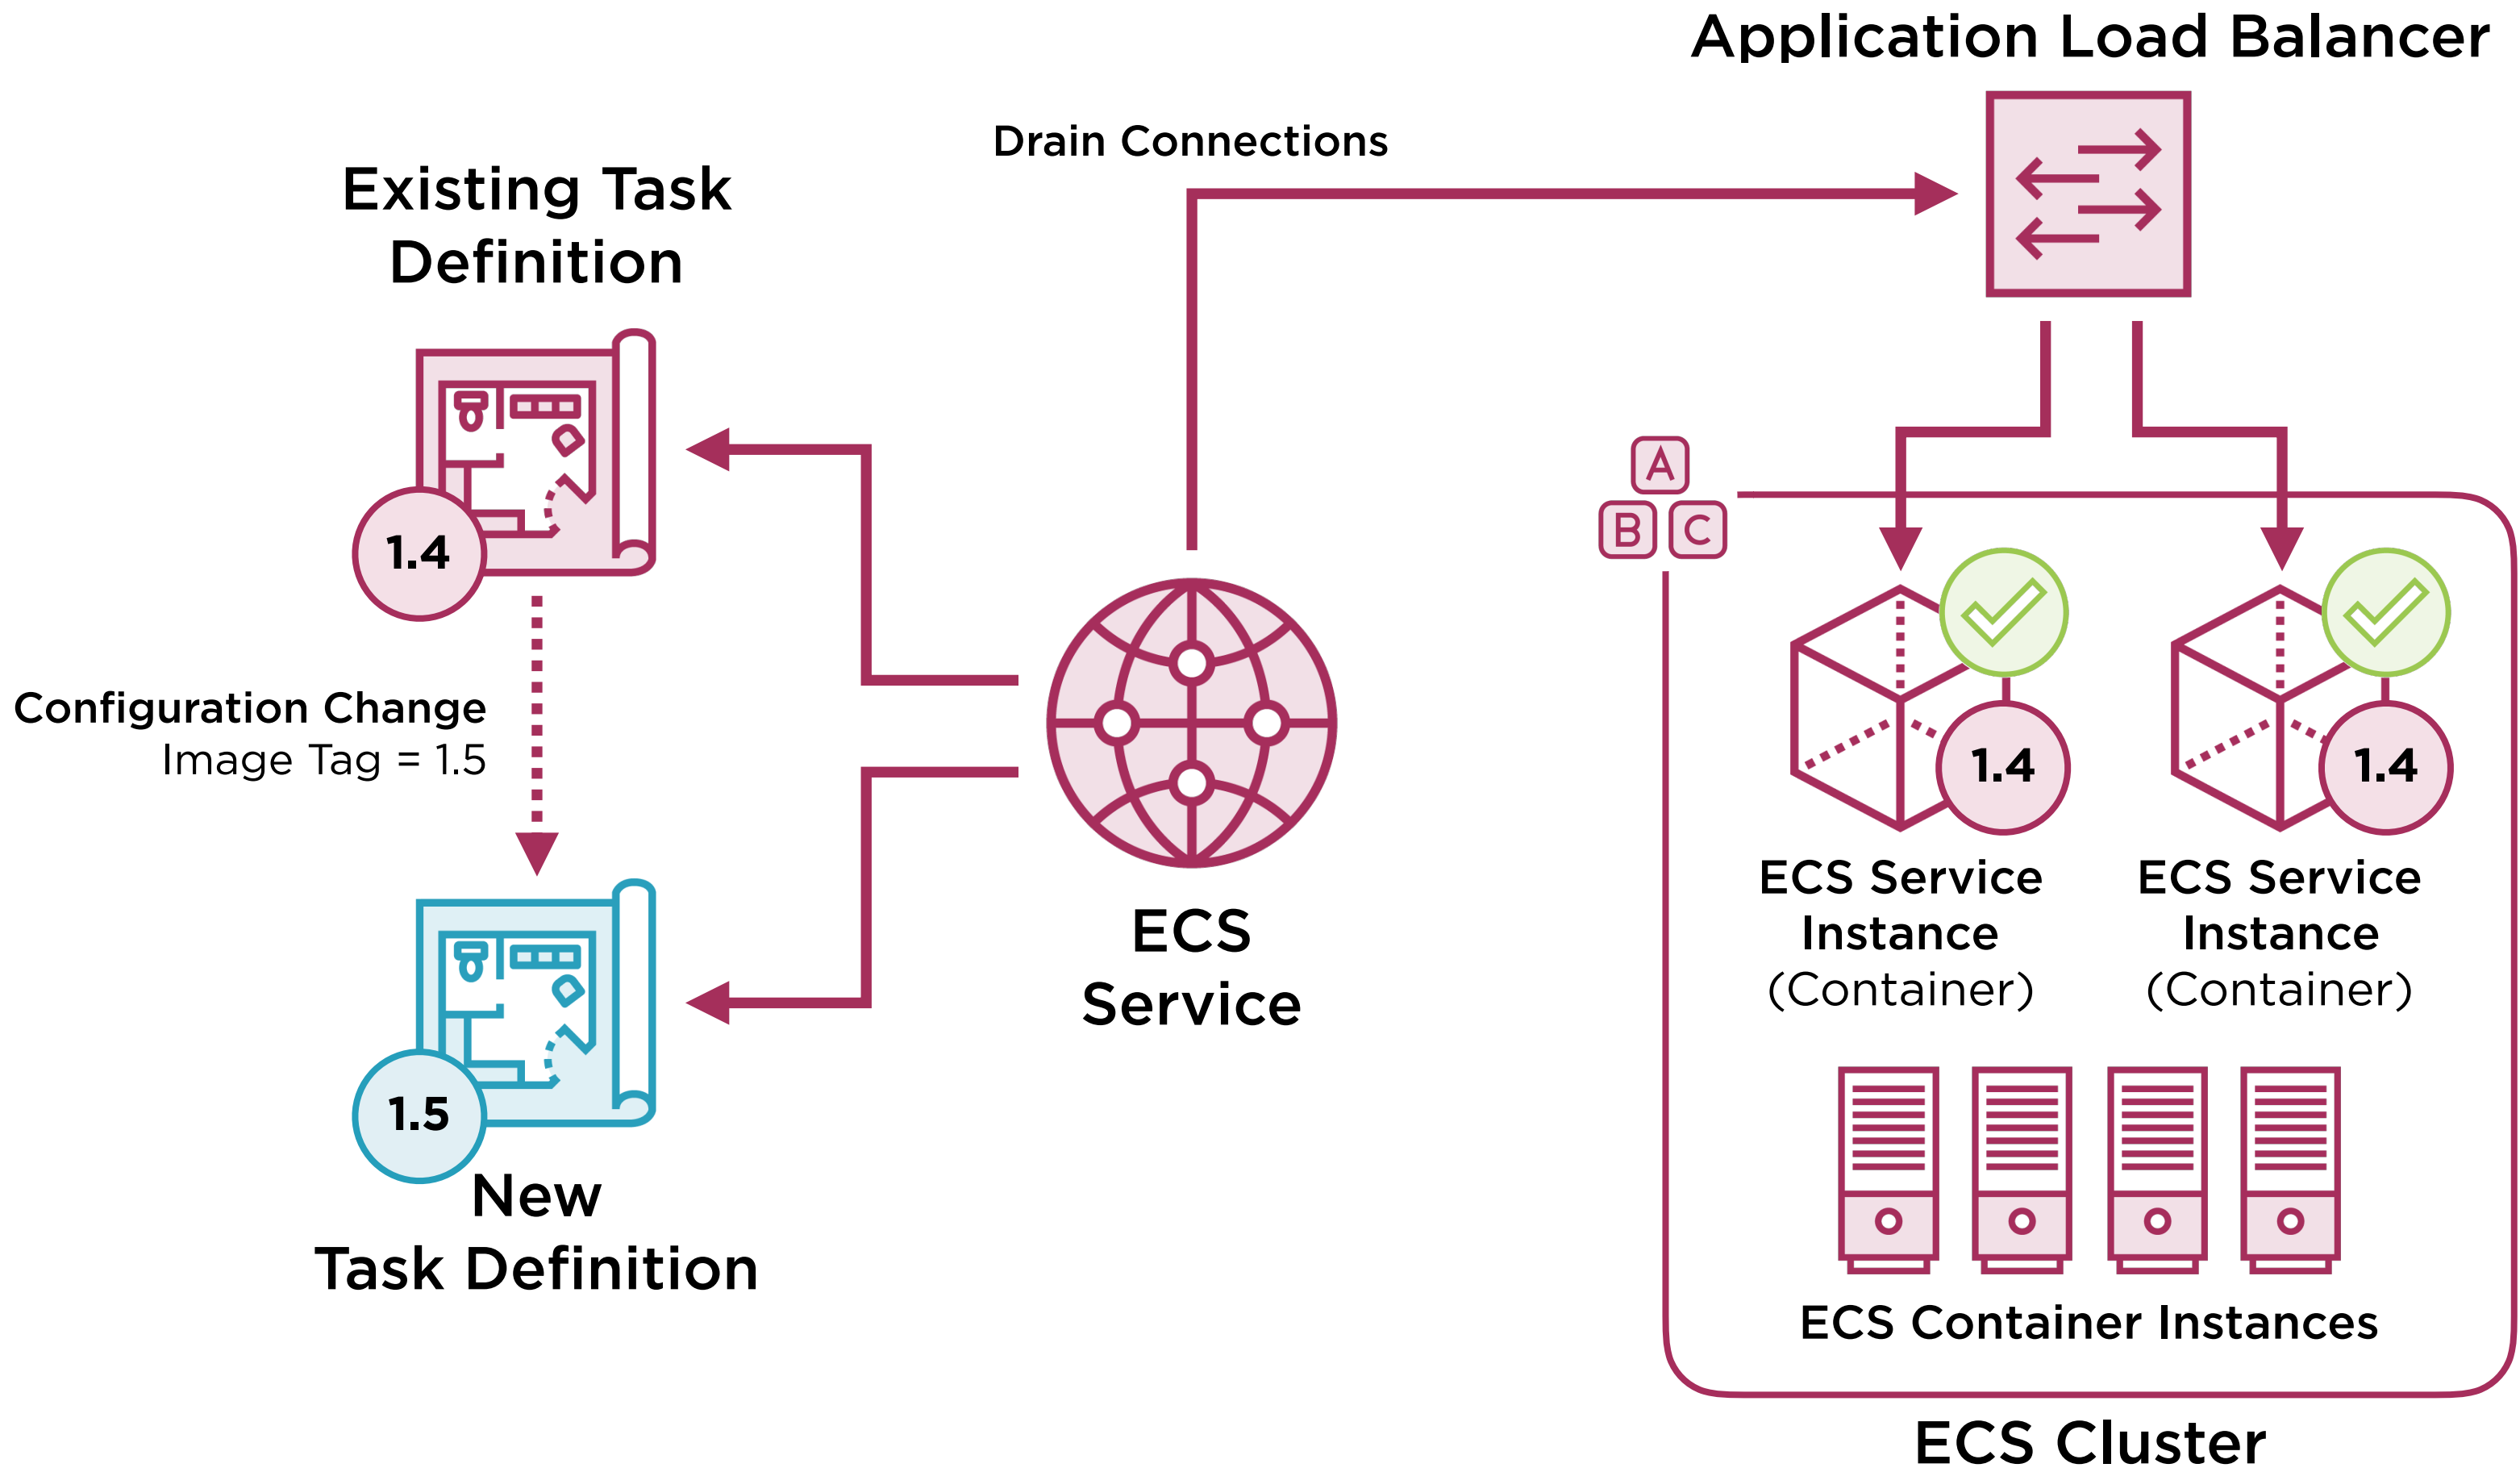 Application Load Balancer
Drain Connections
Existing Task
Definition
1.4
Configuration Change
Image Tag = 1.5
1.5
New
Task Definition
ECS
Service
A
B
C
1.4
1.4
ECS Service
Instance
(Container)
ECS Service
Instance
(Container)
ECS Container Instances
ECS Cluster